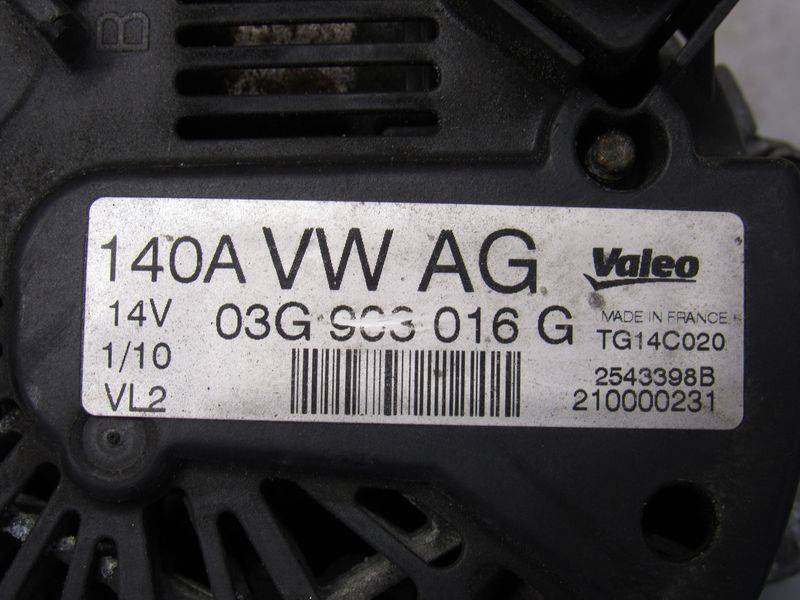 B
140A VW AG Valeo
14V 03G 903 016 G MADE IN FRANCE
1/10 TG14C020
VL2 2543398B
210000231